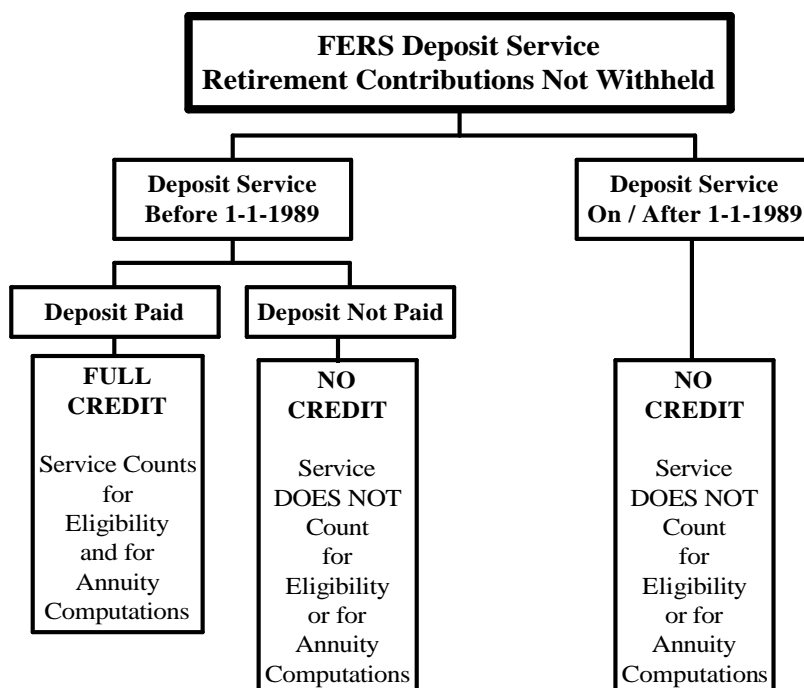 FERS Deposit Service
Retirement Contributions Not Withheld
Deposit Service
Before 1-1-1989
Deposit Service
On / After 1-1-1989
Deposit Paid
Deposit Not Paid
FULL
CREDIT
Service Counts
for
Eligibility
and for
Annuity
Computations
NO
CREDIT
Service
DOES NOT
Count
for
Eligibility
or for
Annuity
Computations
NO
CREDIT
Service
DOES NOT
Count
for
Eligibility
or for
Annuity
Computations